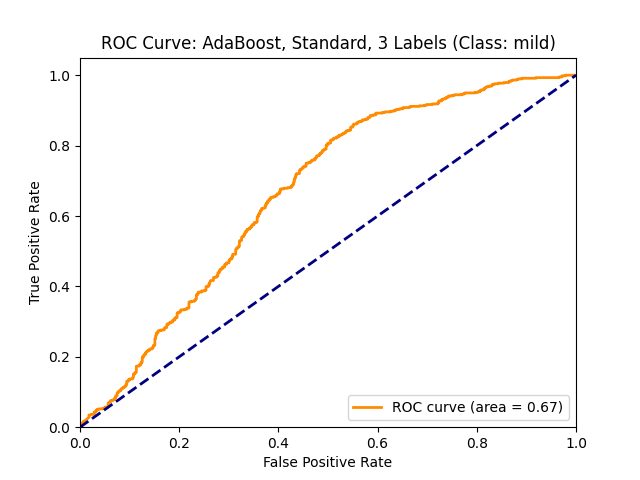 ROC Curve: AdaBoost, Standard, 3 Labels (Class: mild)
1.0
0.8
0.6
0.4
0.2
0.0
True Positive Rate
ROC curve (area = 0.67)
0.0 0.2 0.4 0.6 0.8 1.0
False Positive Rate